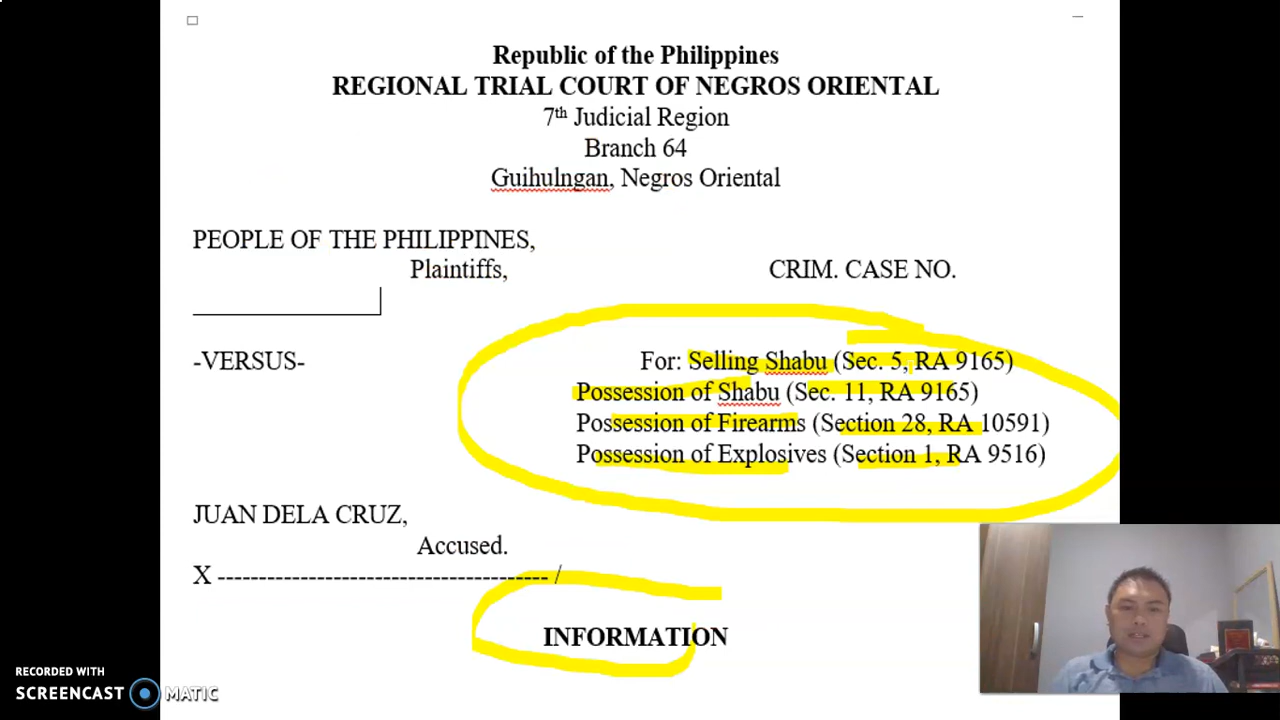 Republic of the Philippines
REGIONAL TRIAL COURT OF NEGROS ORIENTAL
7th Judicial Region
Branch 64
Guihulngan, Negros Oriental
PEOPLE OF THE PHILIPPINES,
Plaintiffs,
CRIM. CASE NO.
-VERSUS-
For: Selling Shabu (Sec. 5, RA 9165)
Possession of Shabu (Sec. 11, RA 9165)
Possession of Firearms (Section 28, RA 10591)
Possession of Explosives (Section 1, RA 9516)
JUAN DELA CRUZ,
Accused.
X --------------------------------------- /
INFORMATION
RECORDED WITH
SCREENCAST MATIC